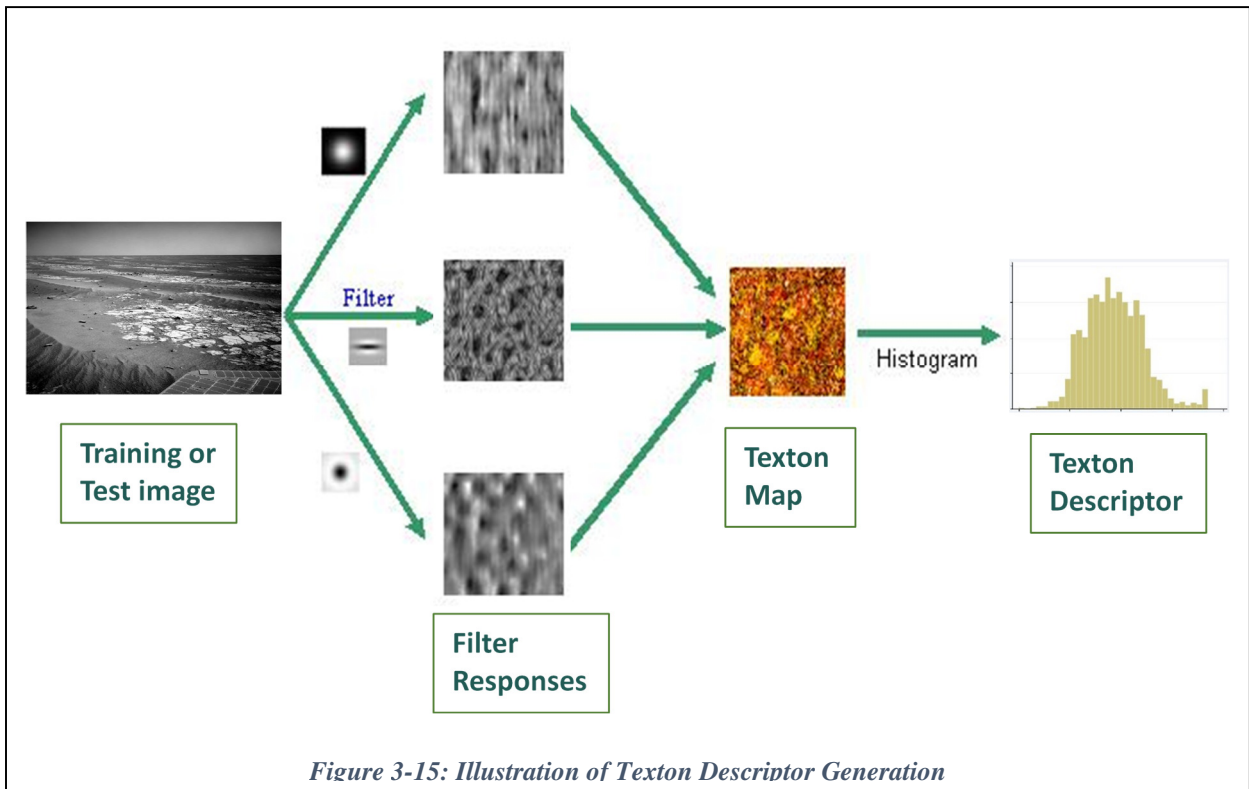 Filter
Histogram
Training or
Test image
Texton
Map
Texton
Descriptor
Filter
Responses
Figure 3-15: Illustration of Texton Descriptor Generation